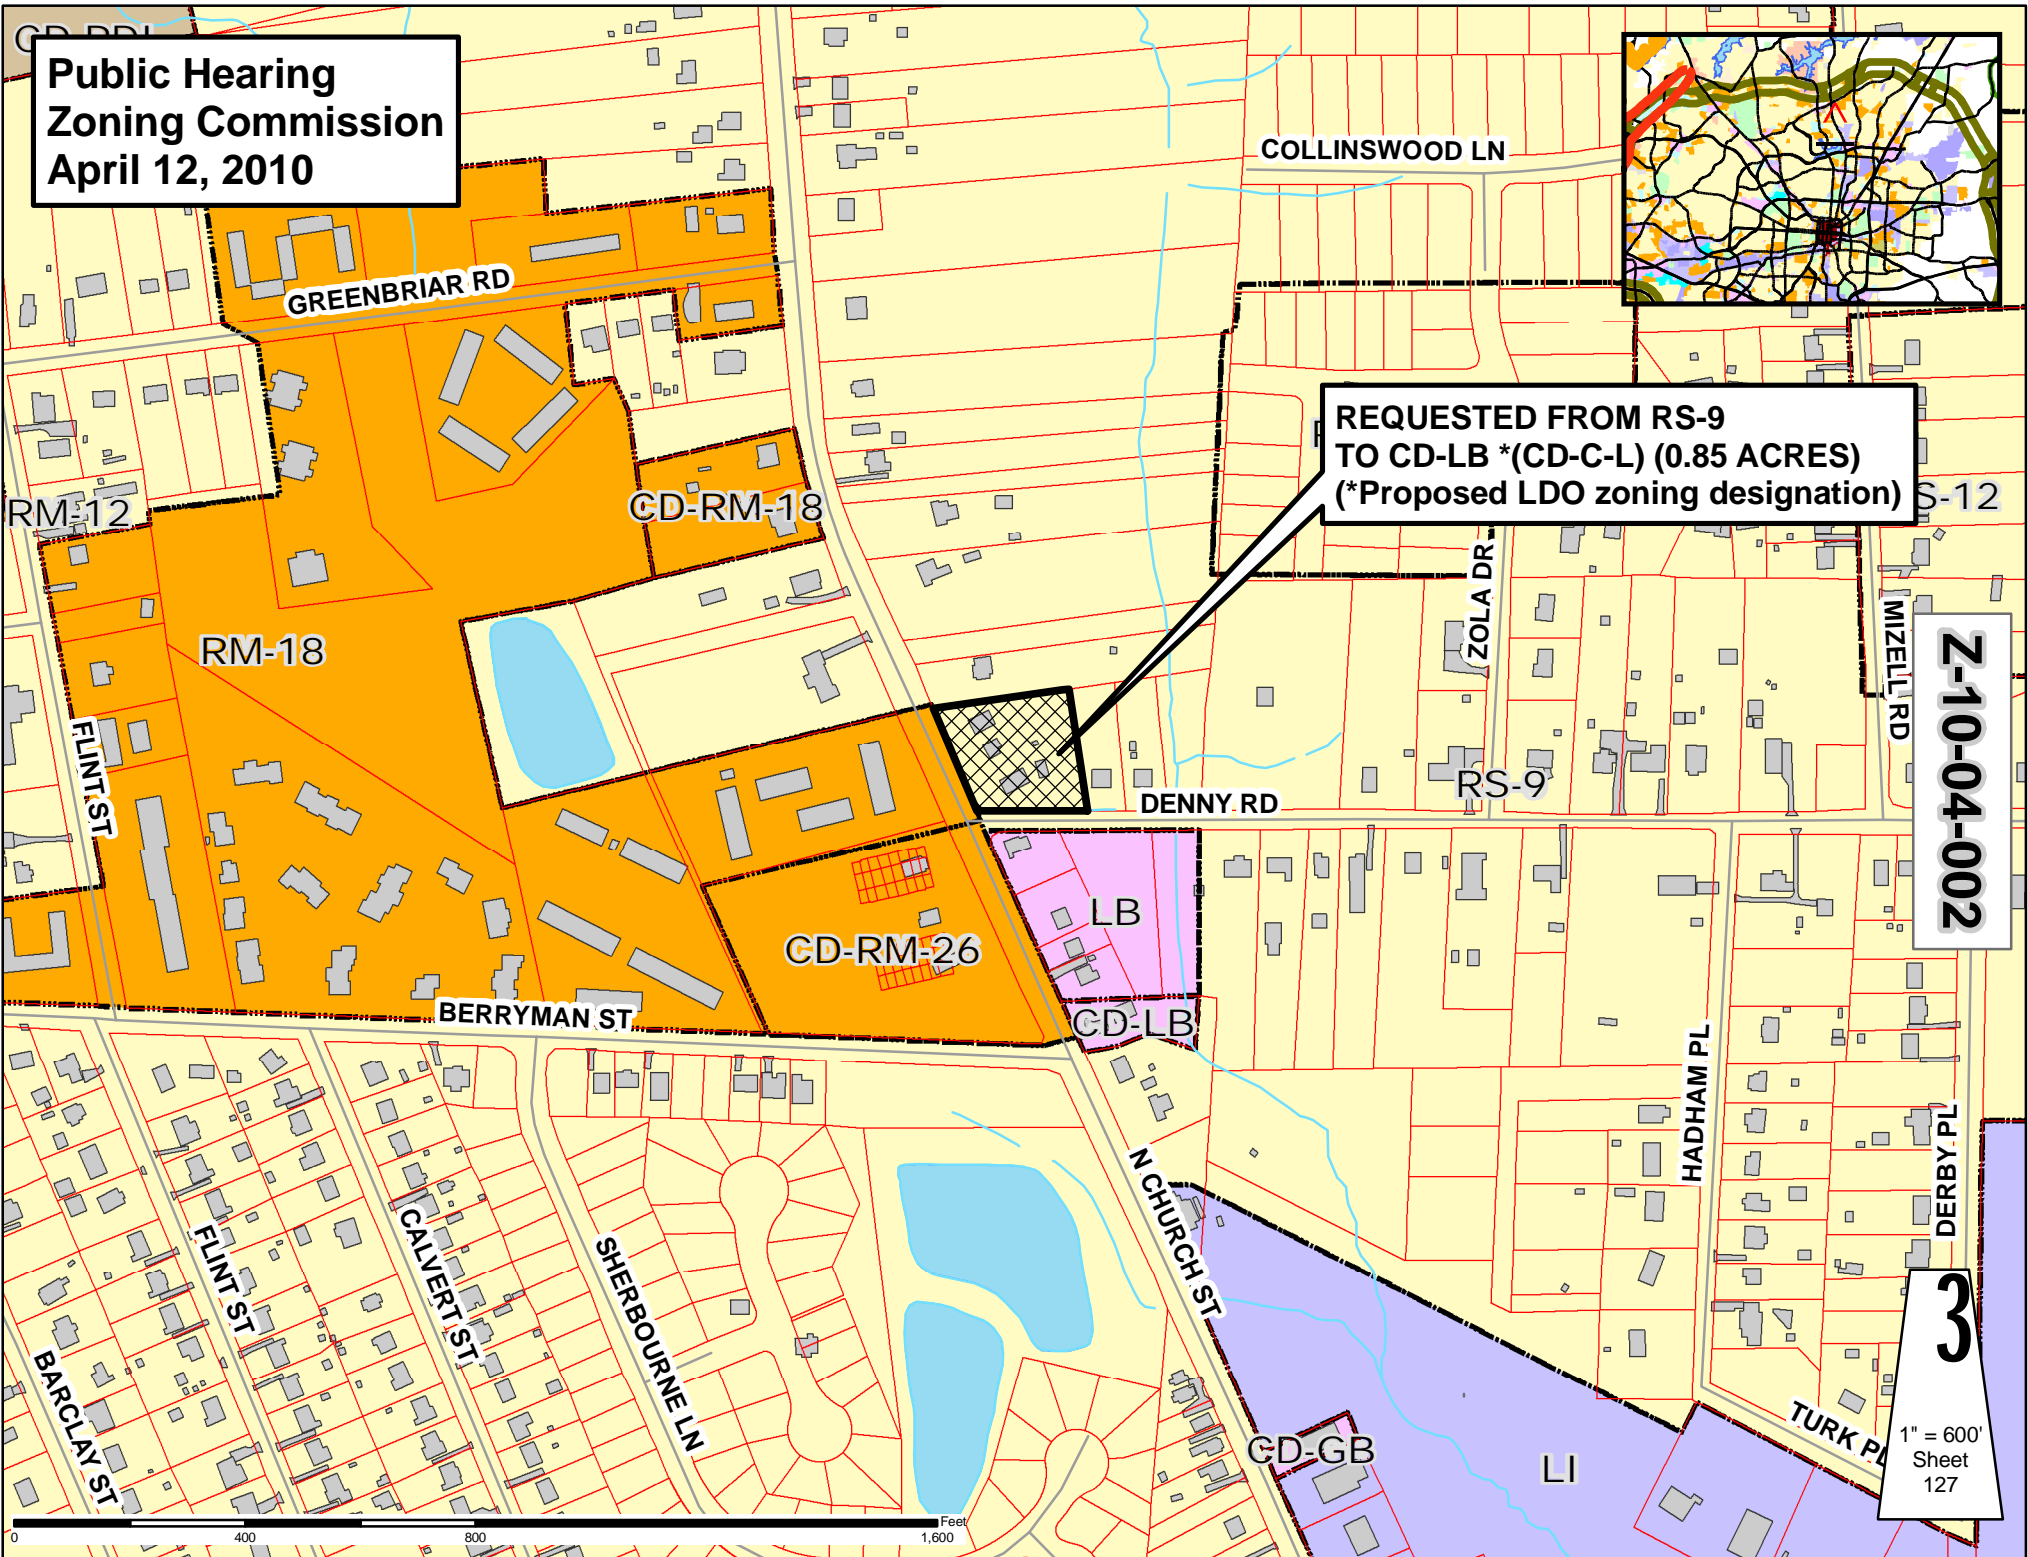 Public Hearing
Zoning Commission
April 12, 2010
COLLINSWOOD LN
GREENBRIAR RD
REQUESTED FROM RS-9
TO CD-LB *(CD-C-L) (0.85 ACRES)
(*Proposed LDO zoning designation)
RM-12
CD-RM-18
S-12
ZOLA DR
MIZELL RD
RM-18
Z-10-04-002
FLINT ST
RS-9
DENNY RD
LB
CD-RM-26
BERRYMAN ST
CD-LB
HADHAM PL
DERBY PL
N CHURCH ST
FLINT ST
CALVERT ST
SHERBOURNE LN
BARCLAY ST
3
1" = 600'
Sheet
127
TURK PL
CD-GB
LI
0 400 800 1,600
Feet